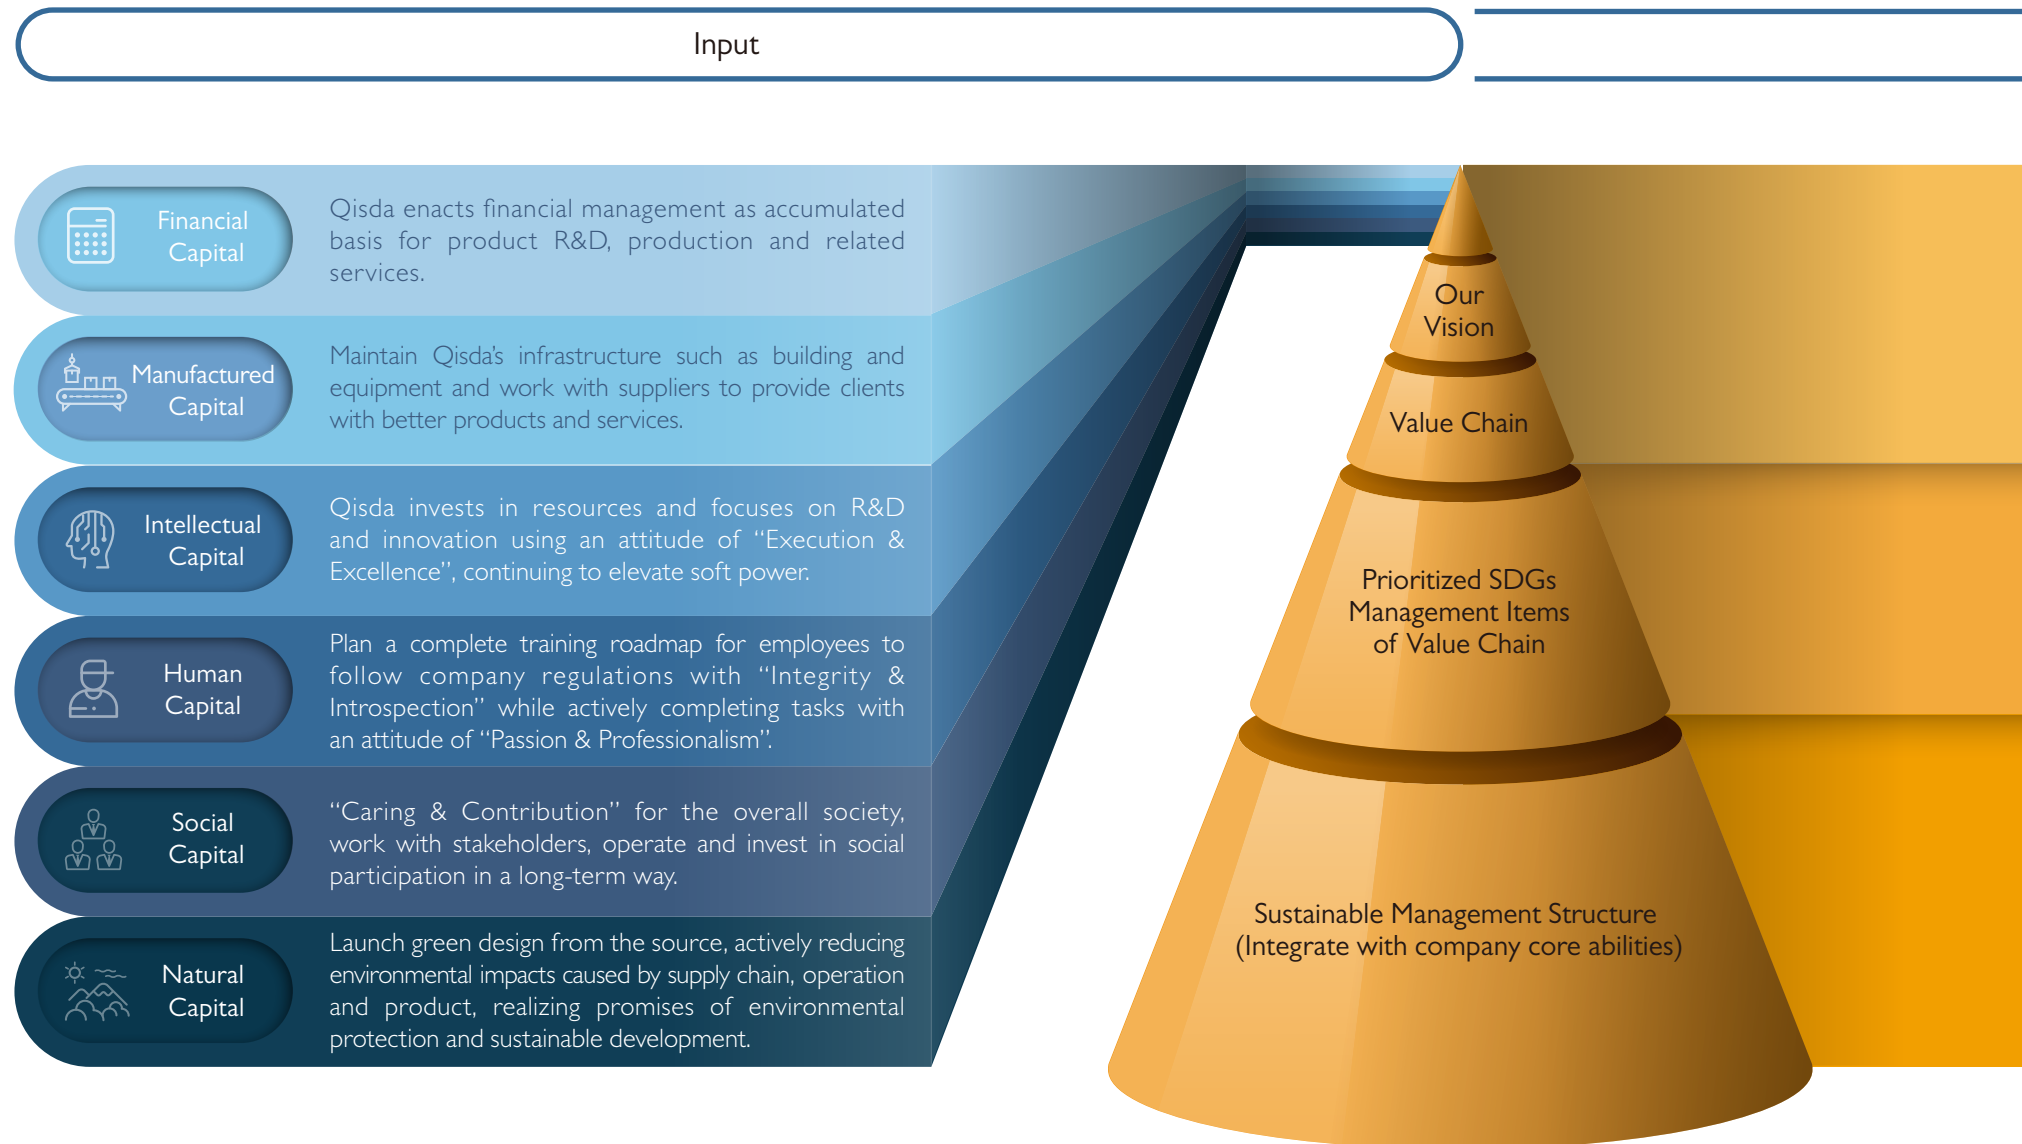 Input
Financial
Capital
Qisda enacts financial management as accumulated
basis for product R&D, production and related
services.
Manufactured
Capital
Maintain Qisda's infrastructure such as building and
equipment and work with suppliers to provide clients
with better products and services.
Intellectual
Capital
Qisda invests in resources and focuses on R&D
and innovation using an attitude of “Execution &
Excellence”, continuing to elevate soft power.
Human
Capital
Plan a complete training roadmap for employees to
follow company regulations with “Integrity &
Introspection” while actively completing tasks with
an attitude of “Passion & Professionalism”.
Social
Capital
“Caring & Contribution” for the overall society,
work with stakeholders, operate and invest in social
participation in a long-term way.
Natural
Capital
Launch green design from the source, actively reducing
environmental impacts caused by supply chain, operation
and product, realizing promises of environmental
protection and sustainable development.
Our
Vision
Value Chain
Prioritized SDGs
Management Items
of Value Chain
Sustainable Management Structure
(Integrate with company core abilities)